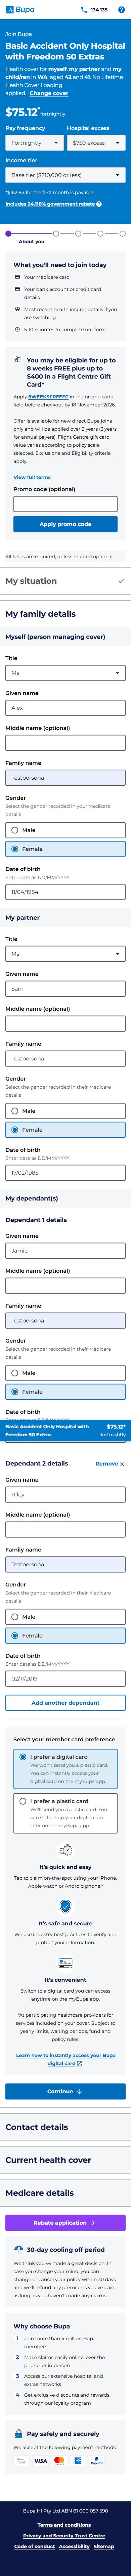 Bupa
134 135
Join Bupa
Basic Accident Only Hospital
with Freedom 50 Extras
Health cover for myself, my partner and my
child/ren in WA, aged 42 and 41. No Lifetime
Health Cover Loading
applied. Change cover
$75.12* fortnightly
Pay frequency
Hospital excess
Fortnightly
$750 excess
Income tier
Base tier ($210,000 or less)
*$162.84 for the first month is payable.
Includes 24.118% government rebate
About you
What you'll need to join today
Your Medicare card
Your bank account or credit card
details
Most recent health insurer details if you
are switching
5-10 minutes to complete our form
You may be eligible for up to
8 weeks FREE plus up to
$400 in a Flight Centre Gift
Card*
Apply 8WEEKSFREEFC in the promo code
field before checkout by 18 November 2026.
Offer is available for new direct Bupa joins
only and will be applied over 2 years (3 years
for annual payers). Flight Centre gift card
value varies according to policy scale
selected. Exclusions and Eligibility criteria
apply.
View full terms
Promo code (optional)
Apply promo code
All fields are required, unless marked optional.
My situation
My family details
Myself (person managing cover)
Title
Ms
Given name
Alex
Middle name (optional)
Family name
Testpersona
Gender
Select the gender recorded in your Medicare
details
Male
Female
Date of birth
Enter date as DD/MM/YYYY
11/04/1984
My partner
Title
Ms
Given name
Sam
Middle name (optional)
Family name
Testpersona
Gender
Select the gender recorded in their Medicare
details
Male
Female
Date of birth
Enter date as DD/MM/YYYY
17/02/1985
My dependant(s)
Dependant 1 details
Given name
Jamie
Middle name (optional)
Family name
Testpersona
Gender
Select the gender recorded in their Medicare
details
Male
Female
Date of birth
Basic Accident Only Hospital with
Freedom 50 Extras
$75.12*
fortnightly
Dependant 2 details
Remove
Given name
Riley
Middle name (optional)
Family name
Testpersona
Gender
Select the gender recorded in their Medicare
details
Male
Female
Date of birth
Enter date as DD/MM/YYYY
02/11/2019
Add another dependant
Select your member card preference
I prefer a digital card
We won't send you a plastic card.
You can instantly access your
digital card on the myBupa app.
I prefer a plastic card
We'll send you a plastic card. You
can still set up your digital card
later on the myBupa app.
It's quick and easy
Tap to claim on-the-spot using your iPhone,
Apple watch or Android phone.*
It's safe and secure
We use industry best practices to verify and
protect your information.
It's convenient
Switch to a digital card you can access
anytime on the myBupa app.
*At participating healthcare providers for
services included on your cover. Subject to
yearly limits, waiting periods, fund and
policy rules.
Learn how to instantly access your Bupa
digital card
Continue
Contact details
Current health cover
Medicare details
Rebate application
30-day cooling off period
We think you've made a great decision. In
case you change your mind, you can
change or cancel your policy within 30 days
and we'll refund any premiums you've paid,
as long as you haven't made any claims.
Why choose Bupa
1 Join more than 4 million Bupa
members
2 Make claims easily online, over the
phone, or in person
3 Access our extensive hospital and
extras networks
4 Get exclusive discounts and rewards
through our loyalty program
Pay safely and securely
We accept the following payment methods:
VISA
PayPal
Bupa HI Pty Ltd ABN 81 000 057 590
Terms and conditions
Privacy and Security Trust Centre
Code of conduct Accessibility Sitemap